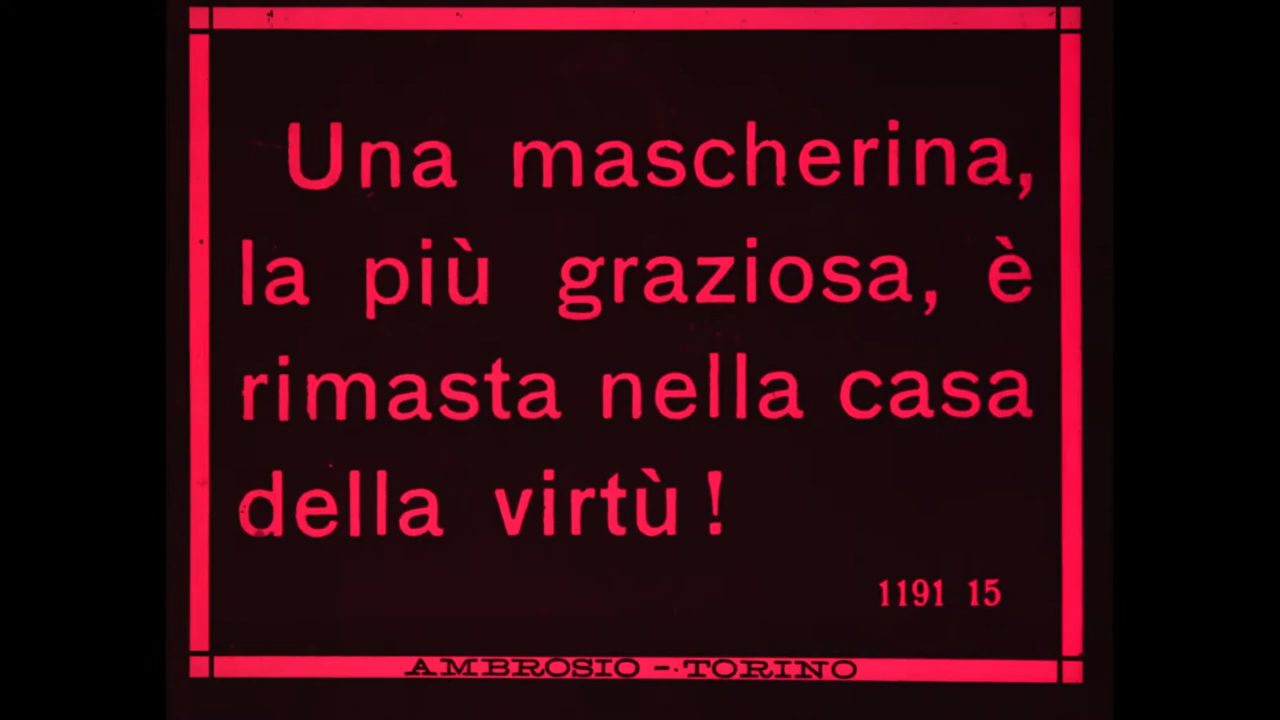 Una mascherina,
la più graziosa, è
rimasta nella casa
della virtù!
1191 15
AMBROSIO - TORINO